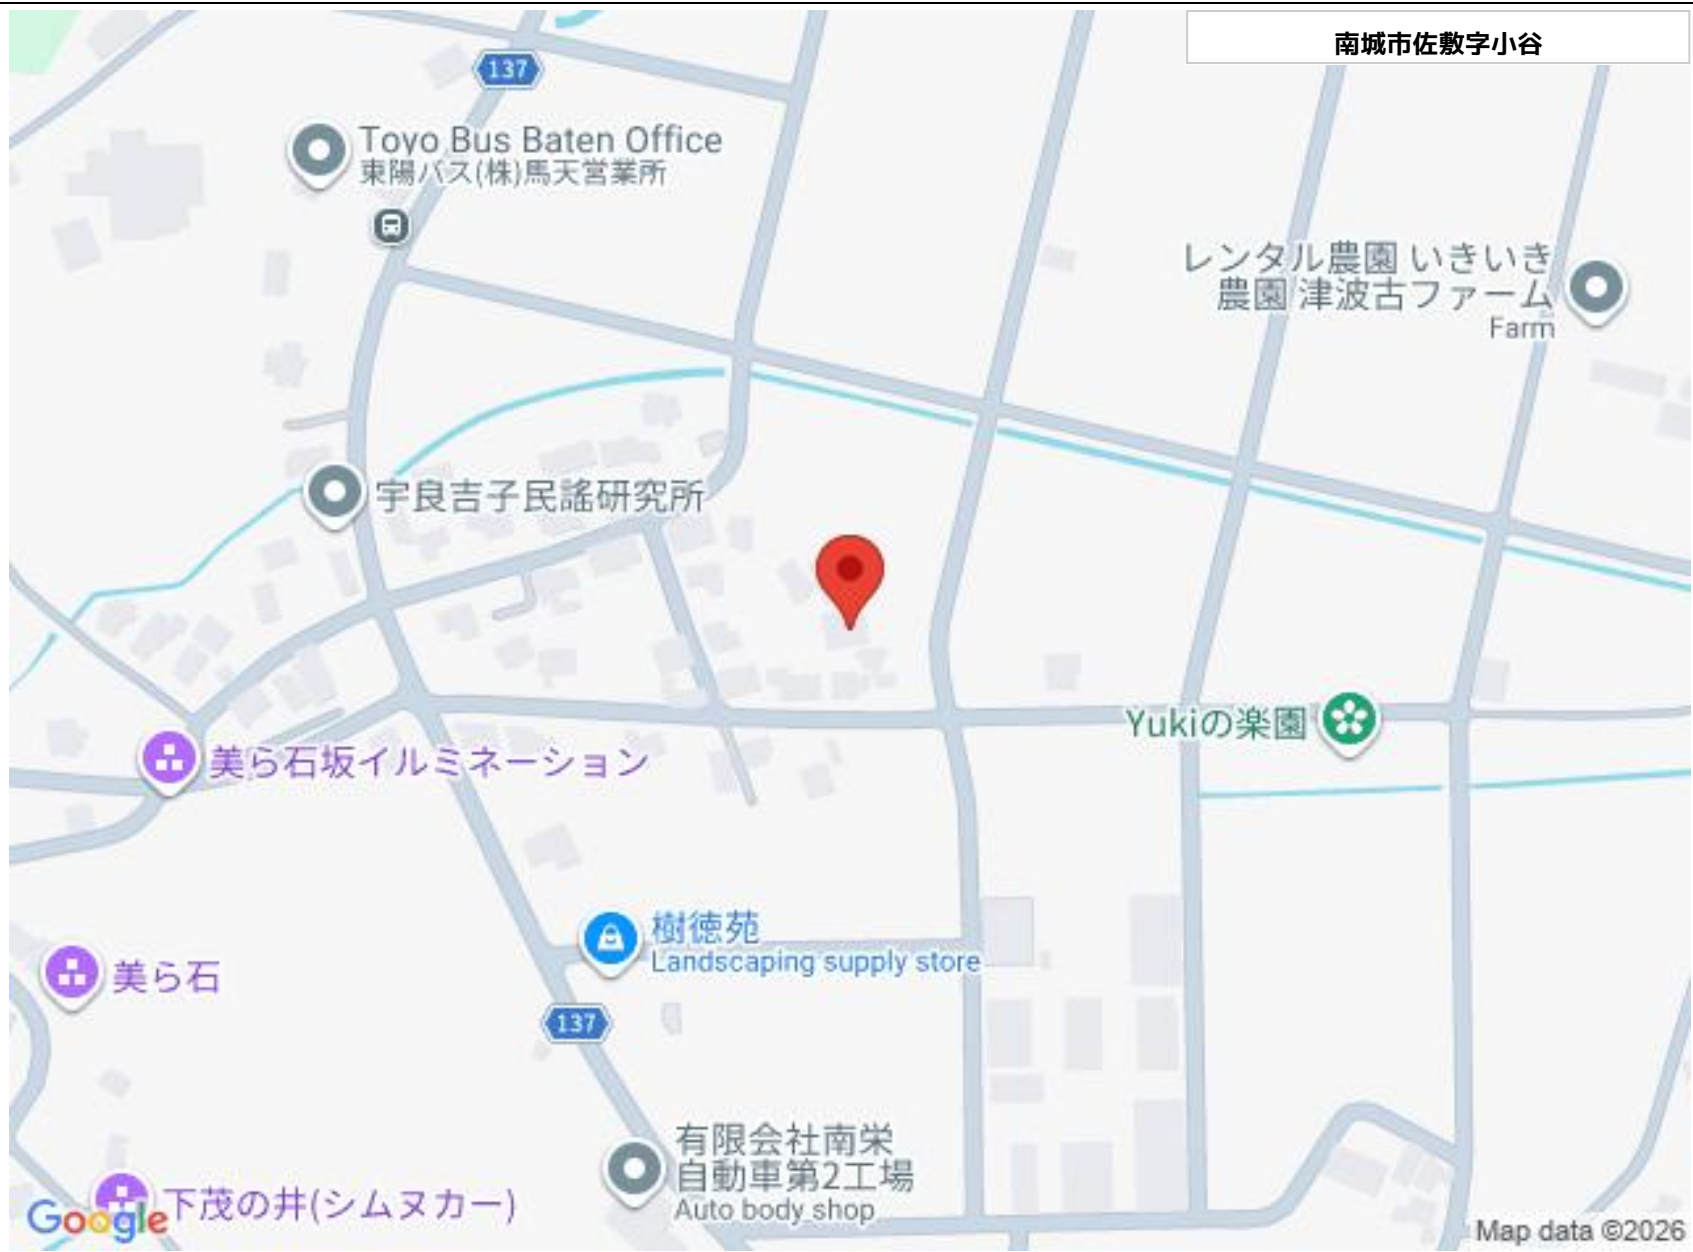 南城市佐敷字小谷
137
Toyo Bus Baten Office
東陽バス(株)馬天営業所
レンタル農園 いきいき
農園 津波古ファーム
Farm
宇良吉子民謡研究所
Yukiの楽園
美ら石坂イルミネーション
樹徳苑
Landscaping supply store
美ら石
137
有限会社南栄
自動車第2工場
Auto body shop
下茂の井(シムヌカー)
Google
Map data ©2026